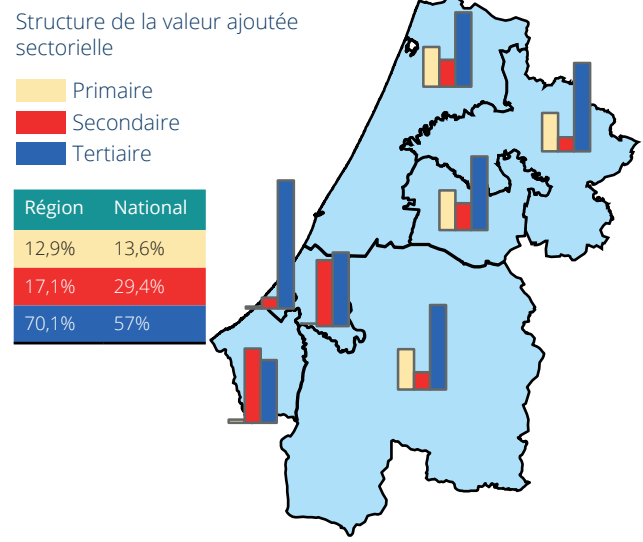 Structure de la valeur ajoutée
sectorielle
Primaire
Secondaire
Tertiaire
Région National
12,9% 13,6%
17,1% 29,4%
70,1% 57%